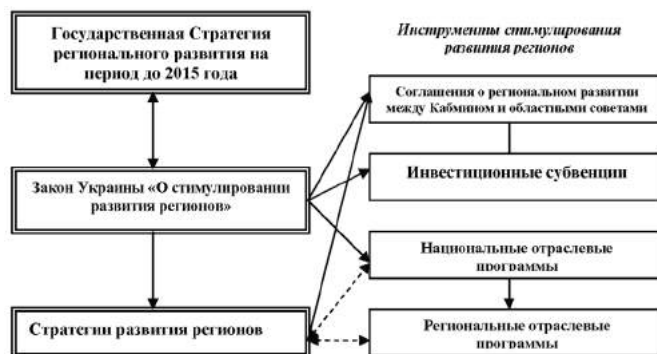 Государственная Стратегия
регионального развития на
период до 2015 года
Закон Украины «О стимулировании
развития регионов»
Стратегии развития регионов
Инструменты стимулирования
развития регионов
Соглашения о региональном развитии
между Кабмином и областными советами
Инвестиционные субвенции
Национальные отраслевые
программы
Региональные отраслевые
программы